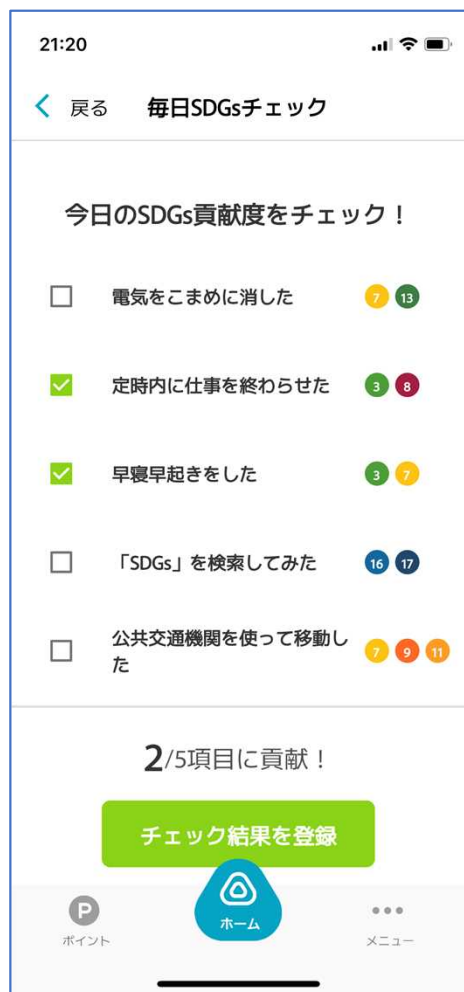 21:20
戻る 毎日SDGsチェック
今日のSDGs貢献度をチェック！
電気をこまめに消した 7 13
定時内に仕事を終わらせた 3 8
早寝早起きをした 3 7
「SDGs」を検索してみた 16 17
公共交通機関を使って移動し
た 7 9 11
2/5項目に貢献！
チェック結果を登録
P
ポイント
ホーム
メニュー